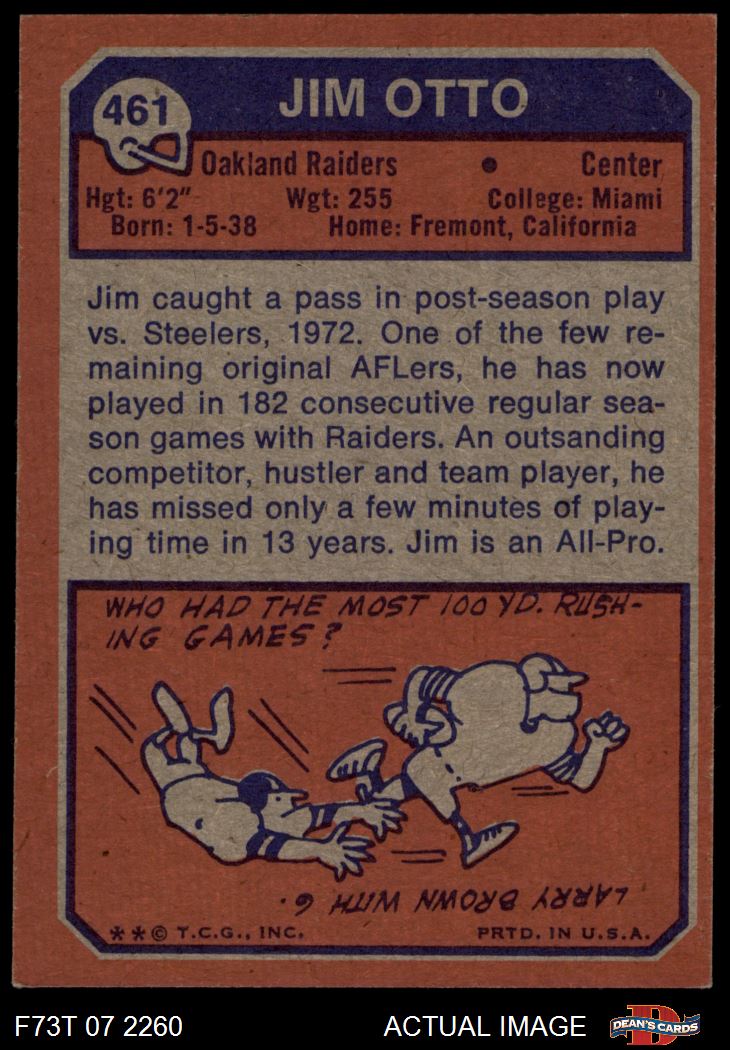 461
JIM OTTO
Oakland Raiders • Center
Hgt: 6'2" Wgt: 255 College: Miami
Born: 1-5-38 Home: Fremont, California
Jim caught a pass in post-season play
vs. Steelers, 1972. One of the few re-
maining original AFLers, he has now
played in 182 consecutive regular sea-
son games with Raiders. An outsanding
competitor, hustler and team player, he
has missed only a few minutes of play-
ing time in 13 years. Jim is an All-Pro.
WHO HAD THE MOST 100 YD. RUSH-
ING GAMES?
LARRY BROWN WITH 6.
**© T.C.G., INC. PRTD. IN U.S.A.
F73T 07 2260 ACTUAL IMAGE DEAN'S CARDS